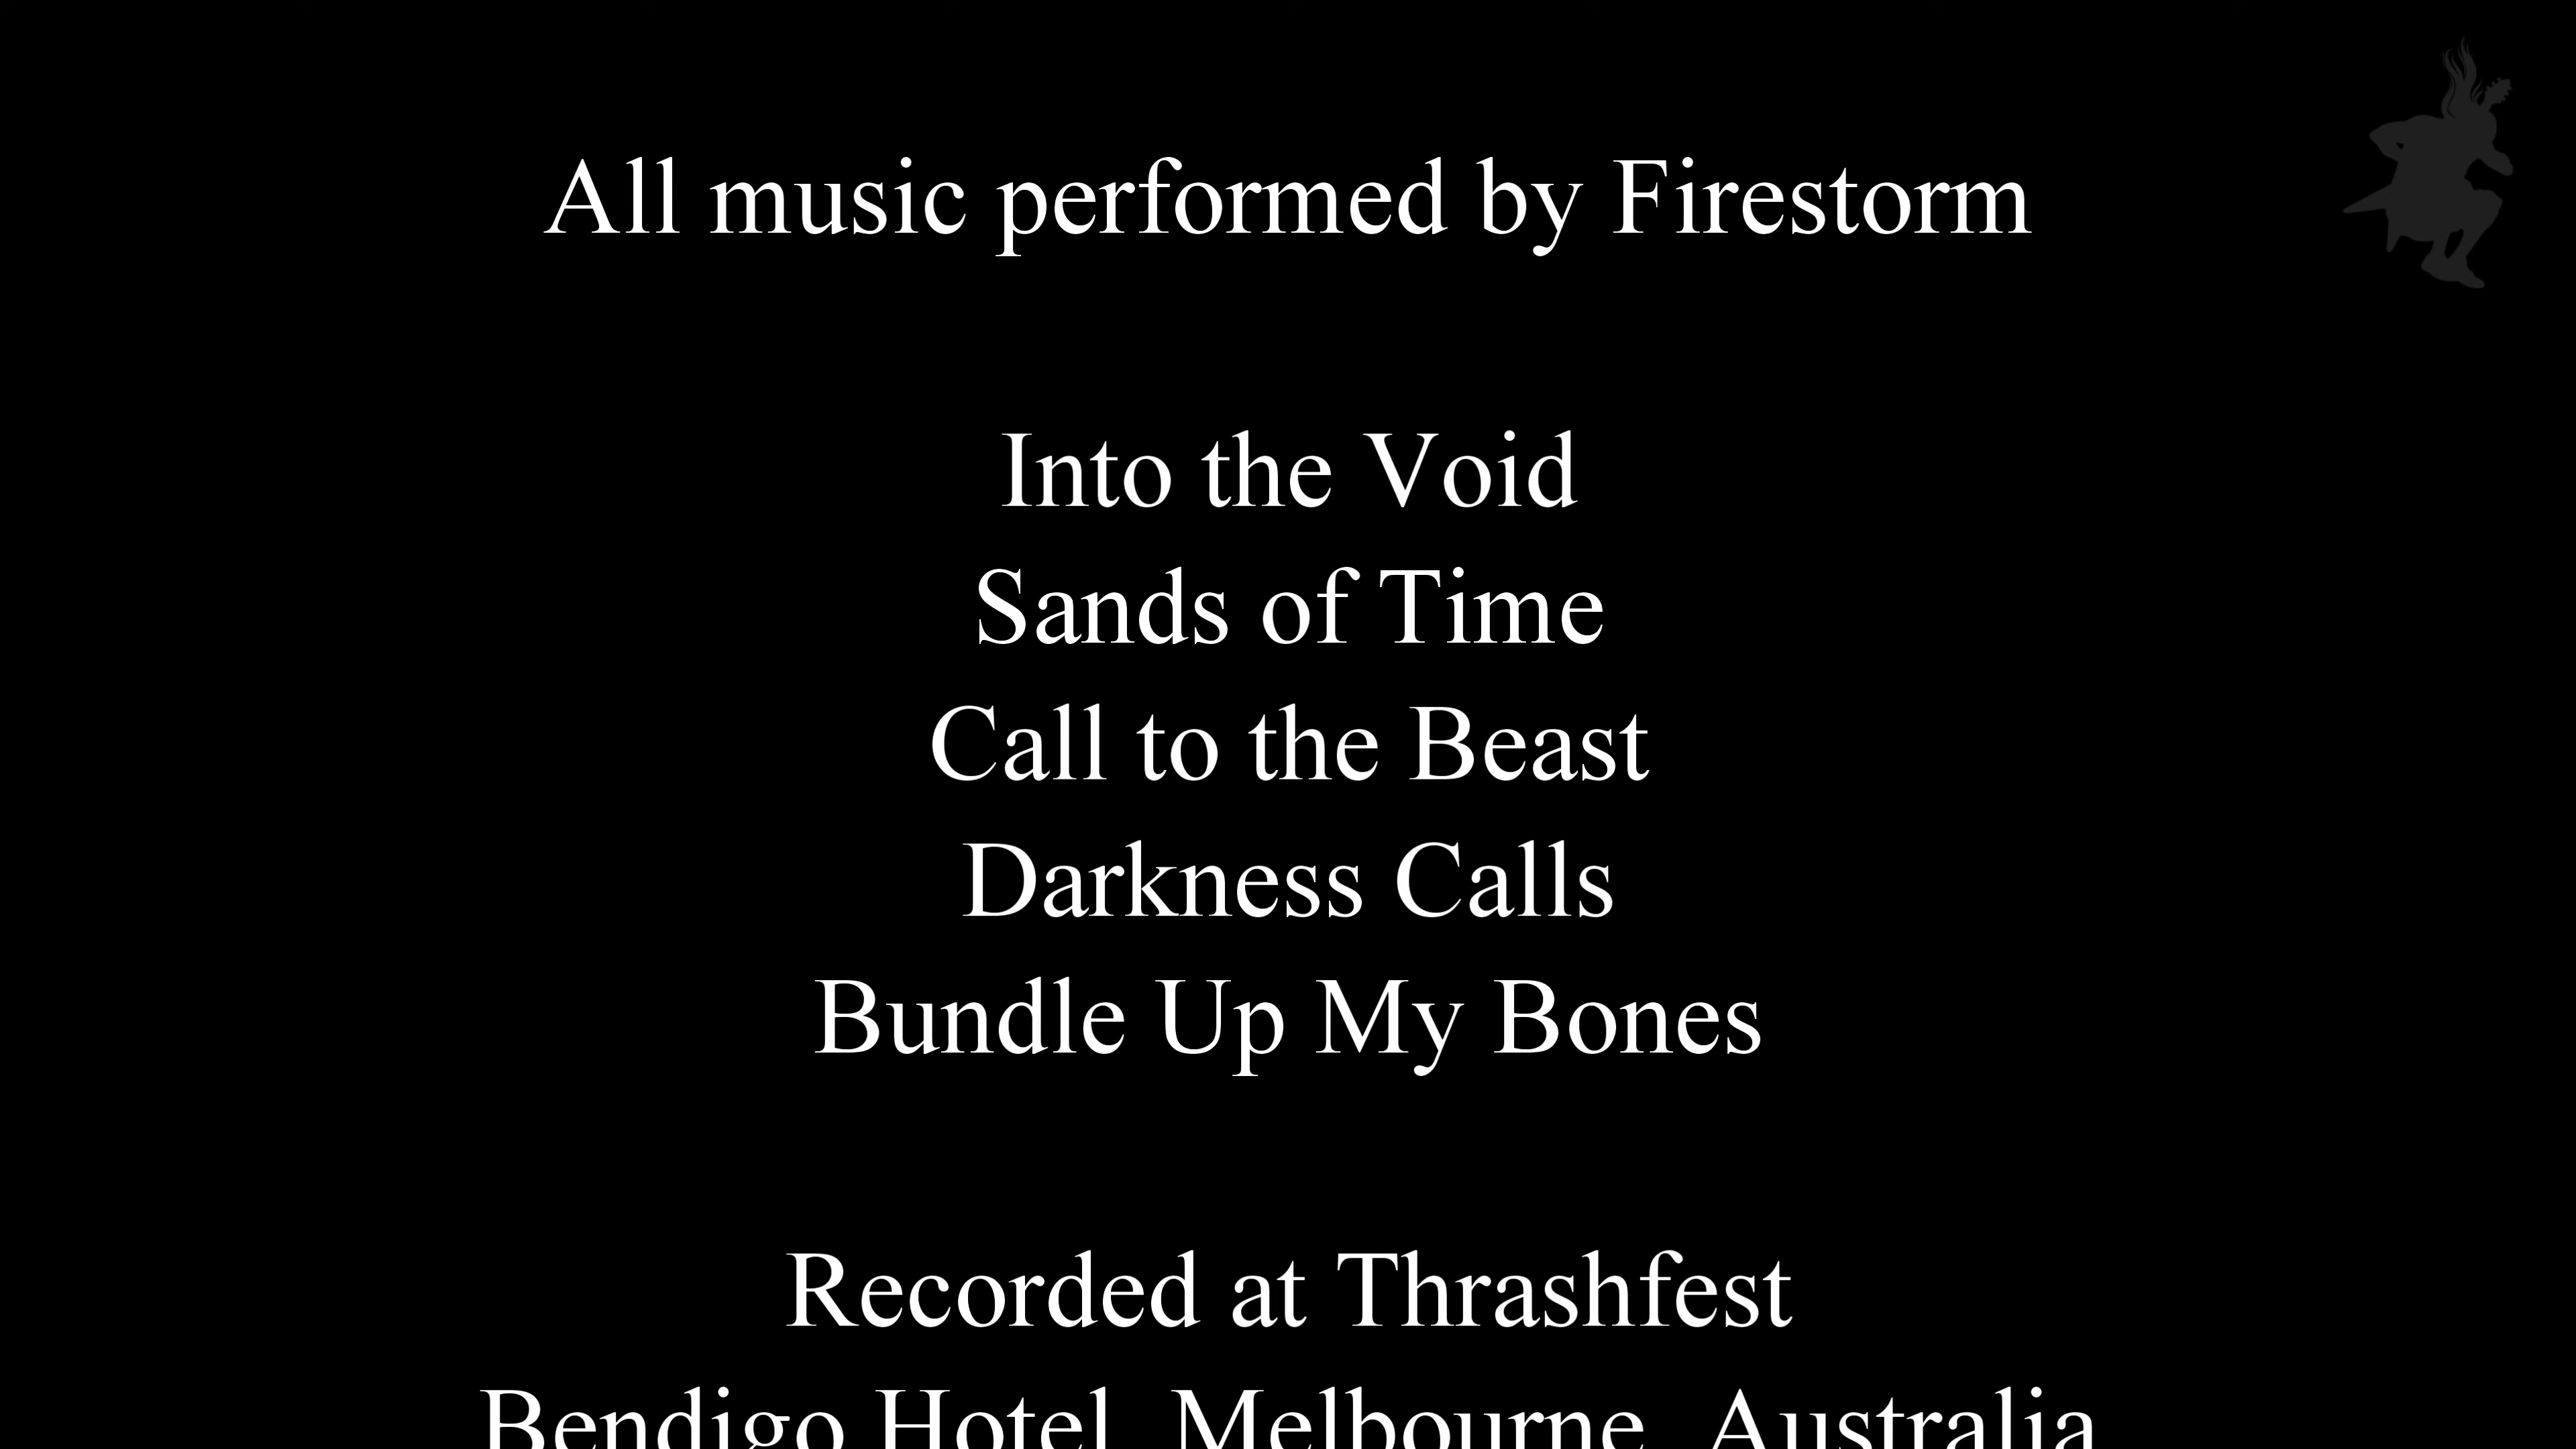 All music performed by Firestorm
Into the Void
Sands of Time
Call to the Beast
Darkness Calls
Bundle Up My Bones
Recorded at Thrashfest
Bendigo Hotel, Melbourne, Australia